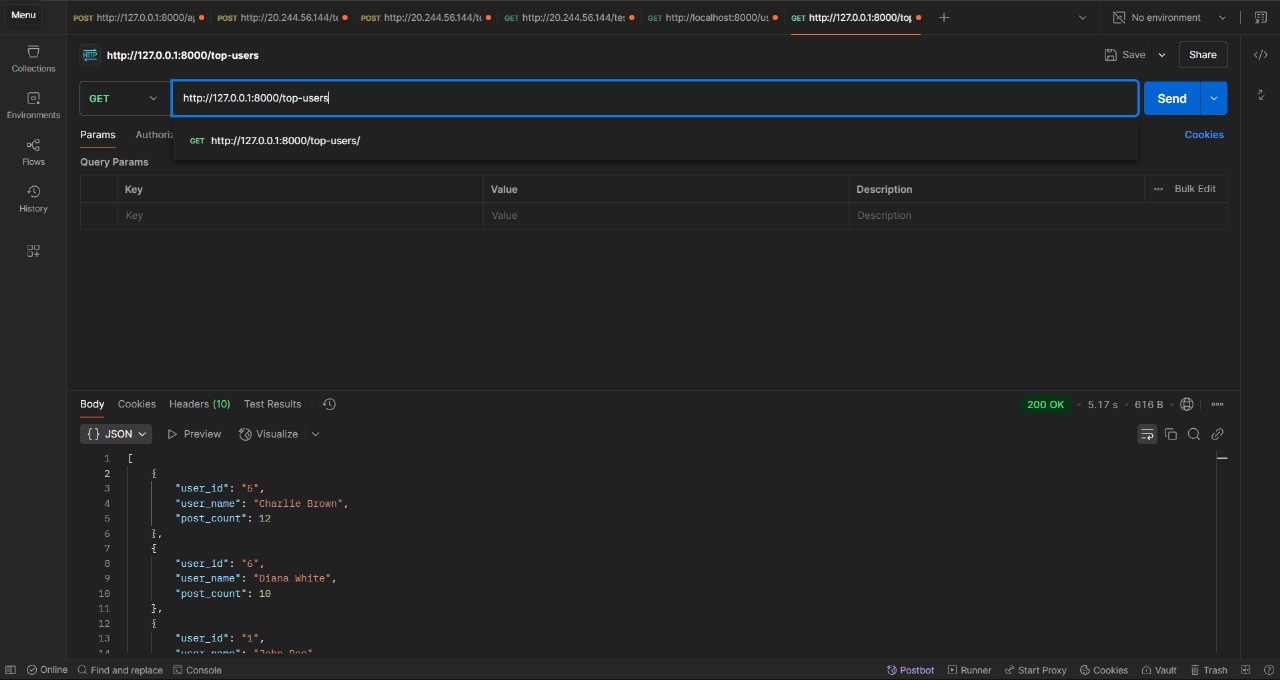 Menu
POST http://127.0.0.1:8000/a
POST http://20.244.56.144/t
POST http://20.244.56.144/t
GET http://20.244.56.144/te
GET http://localhost:8000/u
GET http://127.0.0.1:8000/top
No environment
Collections
Environments
Flows
History
HTTP http://127.0.0.1:8000/top-users
Save
Share
GET
http://127.0.0.1:8000/top-users
Send
GET http://127.0.0.1:8000/top-users/
Params
Authoriz
Cookies
Query Params
Key Value Description ... Bulk Edit
Key Value Description
Body Cookies Headers (10) Test Results
200 OK • 5.17 s • 616 B
{} JSON Preview Visualize
1 [
2 {
3 "user_id": "5",
4 "user_name": "Charlie Brown",
5 "post_count": 12
6 },
7 {
8 "user_id": "6",
9 "user_name": "Diana White",
10 "post_count": 10
11 },
12 {
13 "user_id": "1",
14 "user_name": "John Doe"
Online Find and replace Console
Postbot Runner Start Proxy Cookies Vault Trash